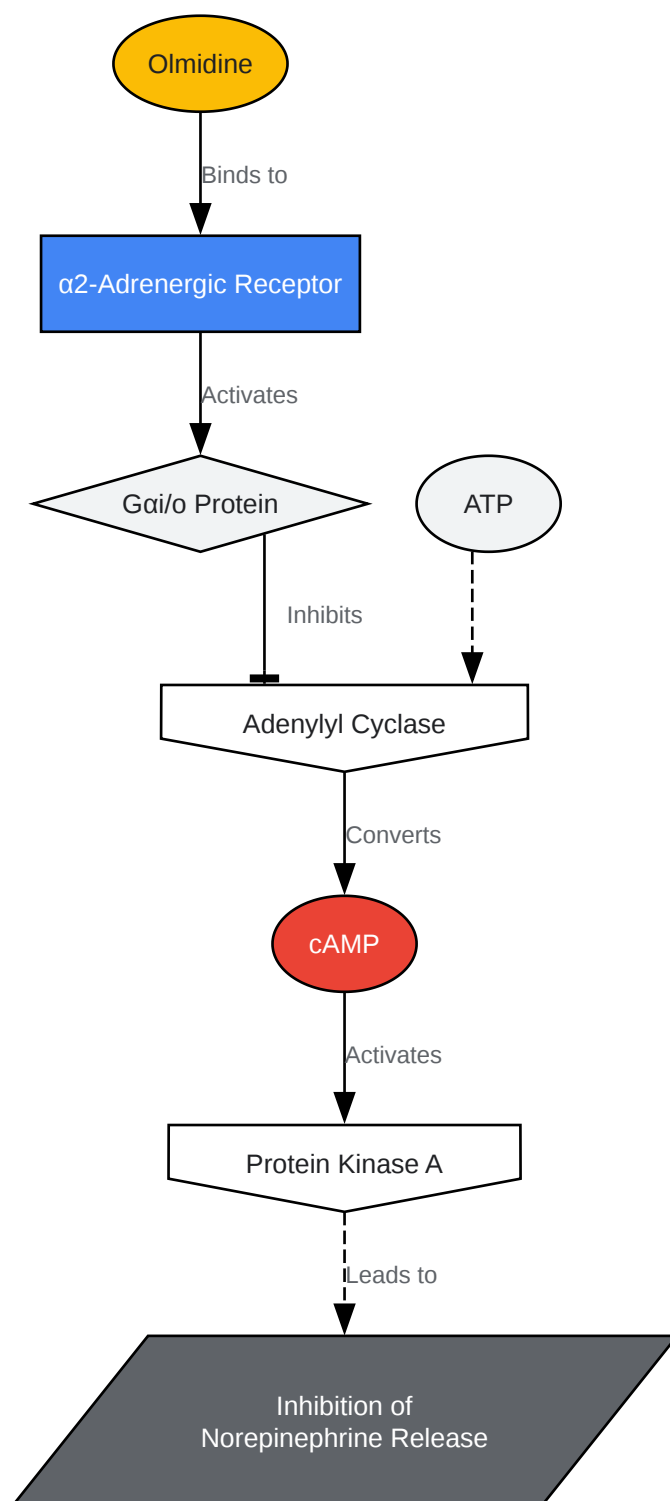 Olmidine
Binds to
α2-Adrenergic Receptor
Activates
Gαi/o Protein
ATP
Inhibits
Adenylyl Cyclase
Converts
cAMP
Activates
Protein Kinase A
Leads to
Inhibition of
Norepinephrine Release